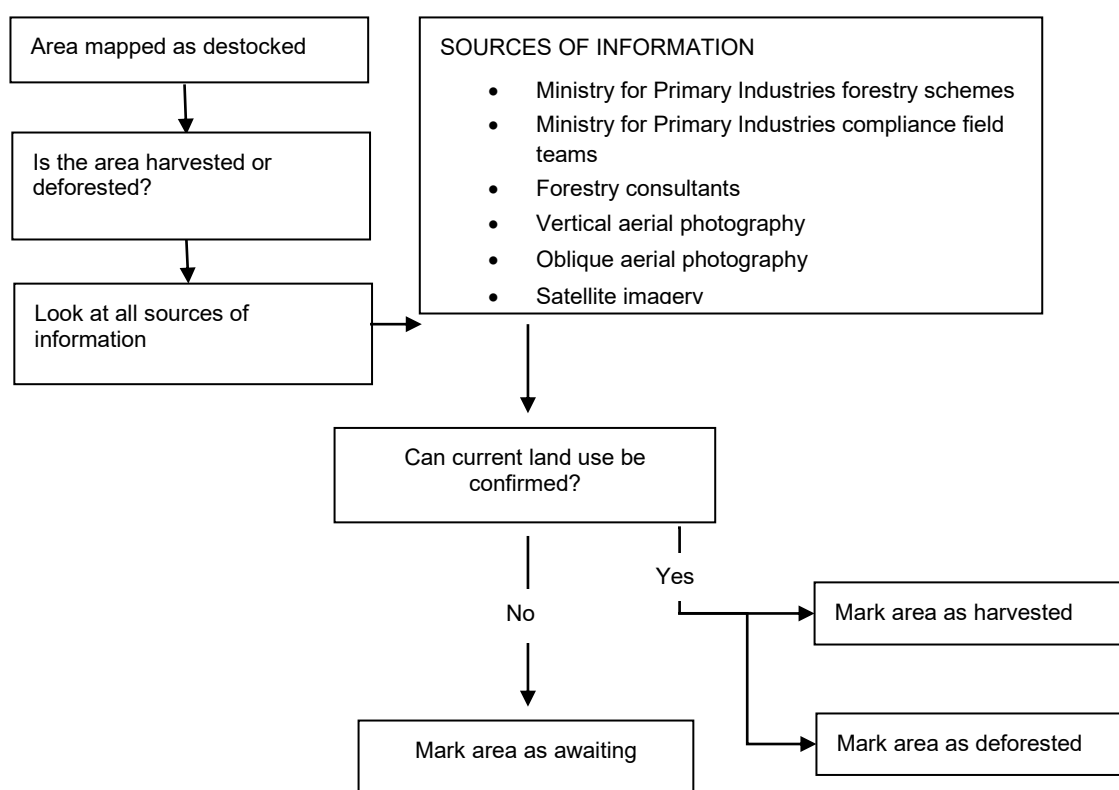 Area mapped as destocked
Is the area harvested or
deforested?
Look at all sources of
information
SOURCES OF INFORMATION
• Ministry for Primary Industries forestry schemes
• Ministry for Primary Industries compliance field
teams
• Forestry consultants
• Vertical aerial photography
• Oblique aerial photography
• Satellite imagery
Can current land use be
confirmed?
Yes
No
Mark area as harvested
Mark area as deforested
Mark area as awaiting